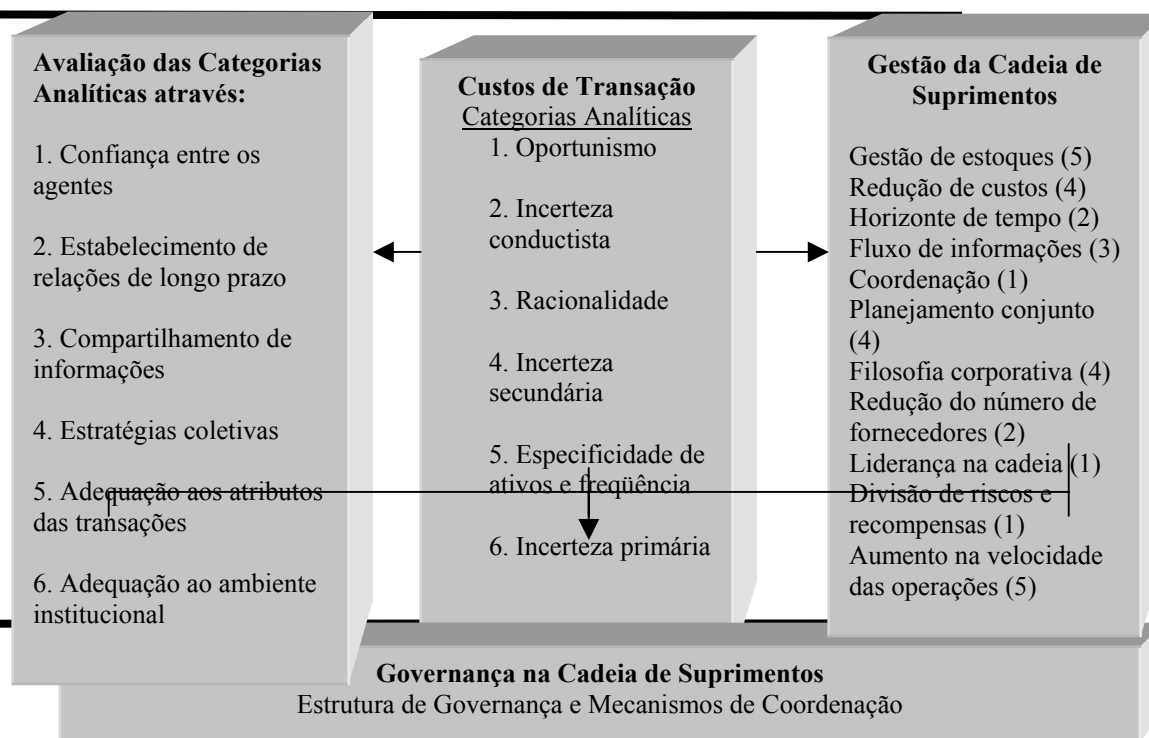 Avaliação das Categorias
Analíticas através:
1. Confiança entre os
agentes
2. Estabelecimento de
relações de longo prazo
3. Compartilhamento de
informações
4. Estratégias coletivas
5. Adequação aos atributos
das transações
6. Adequação ao ambiente
institucional
Custos de Transação
Categorias Analíticas
1. Oportunismo
2. Incerteza
conductista
3. Racionalidade
4. Incerteza
secundária
5. Especificidade de
ativos e freqüência
6. Incerteza primária
Gestão da Cadeia de
Suprimentos
Gestão de estoques (5)
Redução de custos (4)
Horizonte de tempo (2)
Fluxo de informações (3)
Coordenação (1)
Planejamento conjunto
(4)
Filosofia corporativa (4)
Redução do número de
fornecedores (2)
Liderança na cadeia (1)
Divisão de riscos e
recompensas (1)
Aumento na velocidade
das operações (5)
Governança na Cadeia de Suprimentos
Estrutura de Governança e Mecanismos de Coordenação